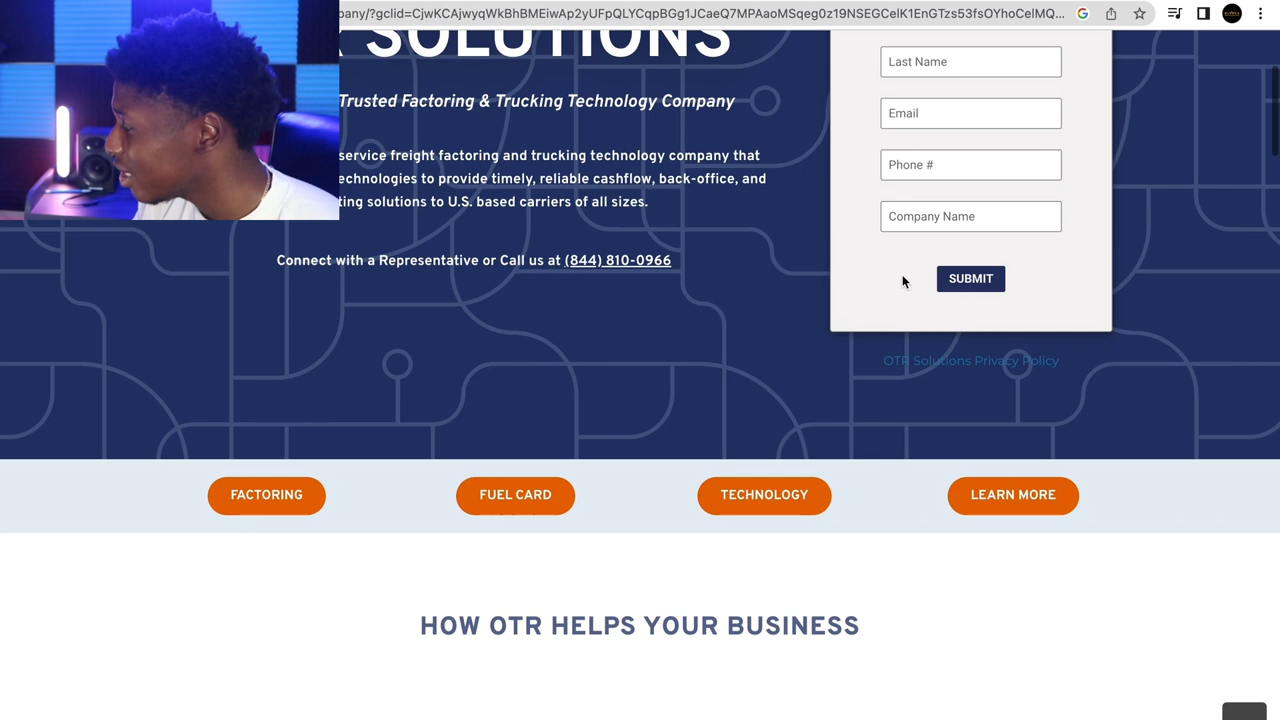 pany/?gclid=CjwKCAjwyqWkBhBMEiwAp2yUFpQLYCqpBGg1JCaeQ7MPAaoMSqeg0z19NSEGCelK1EnGTzs53fsOYhoCelMQ...
SOLUTIONS
Trusted Factoring & Trucking Technology Company
service freight factoring and trucking technology company that
technologies to provide timely, reliable cashflow, back-office, and
ting solutions to U.S. based carriers of all sizes.
Connect with a Representative or Call us at (844) 810-0966
Last Name
Email
Phone #
Company Name
SUBMIT
OTR Solutions Privacy Policy
FACTORING
FUEL CARD
TECHNOLOGY
LEARN MORE
HOW OTR HELPS YOUR BUSINESS